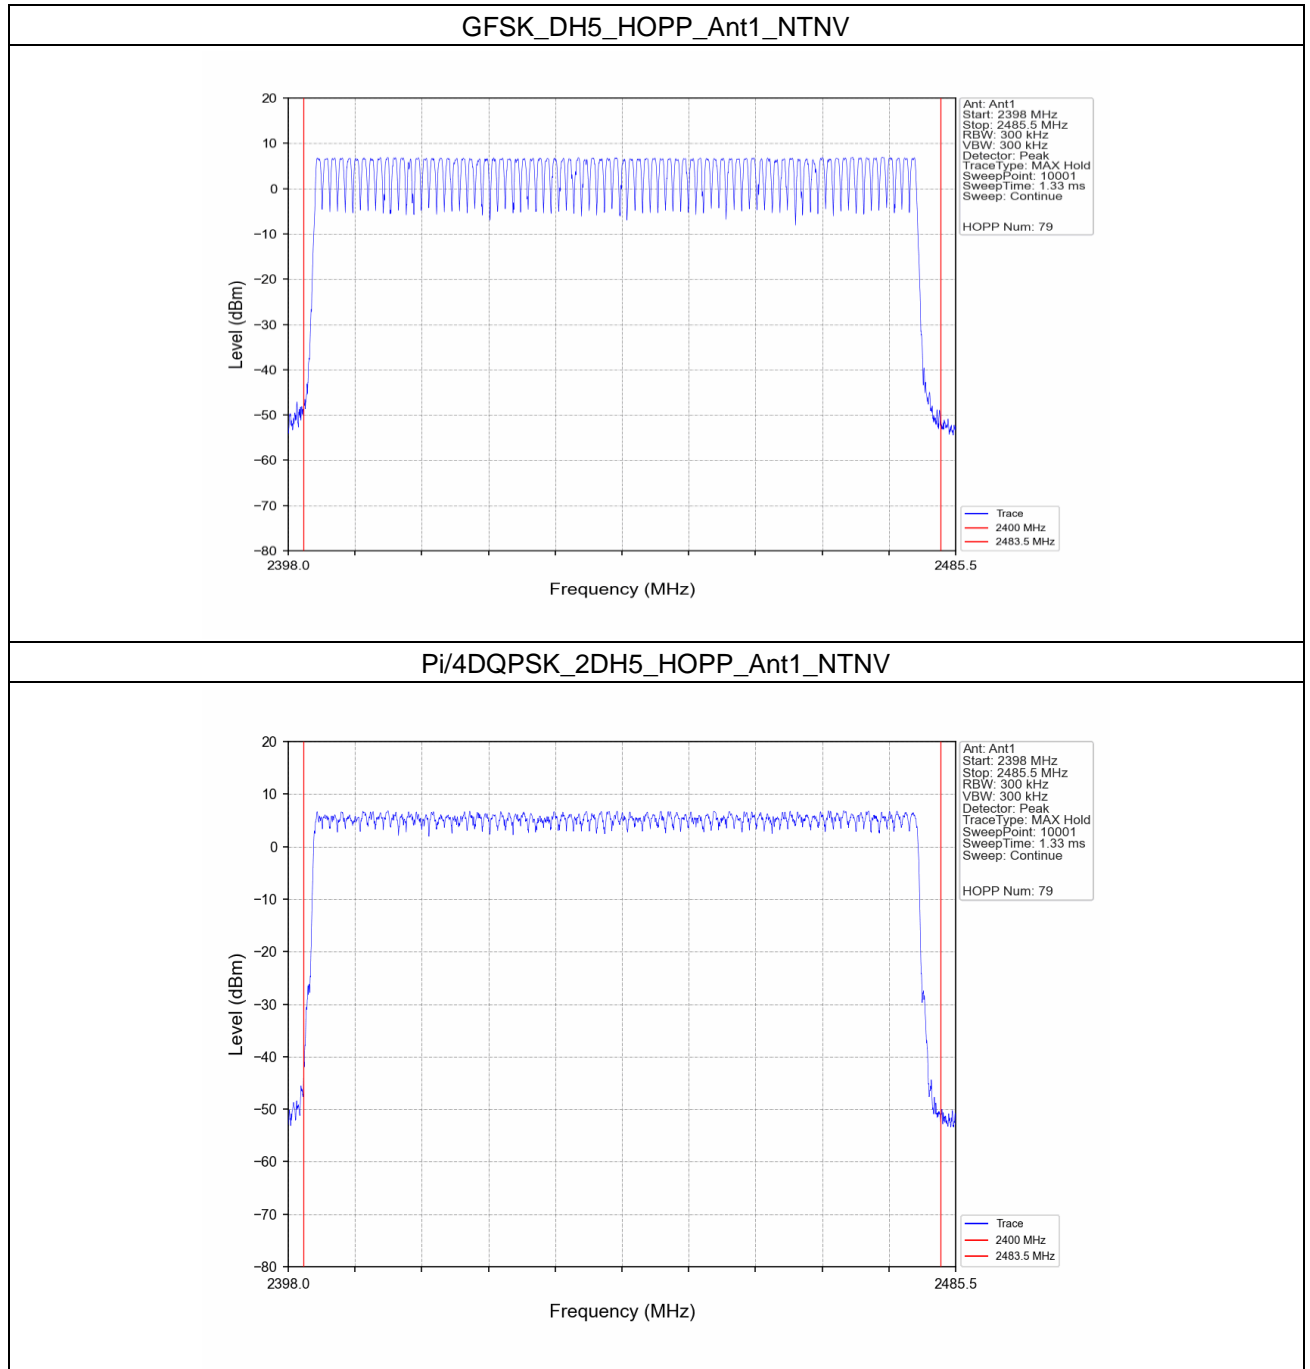 GFSK_DH5_HOPP_Ant1_NTNV
20
10
0
−10
−20
−30
−40
−50
−60
−70
−80
Level (dBm)
2398.0
2485.5
Frequency (MHz)
Ant: Ant1
Start: 2398 MHz
Stop: 2485.5 MHz
RBW: 300 kHz
VBW: 300 kHz
Detector: Peak
TraceType: MAX Hold
SweepPoint: 10001
SweepTime: 1.33 ms
Sweep: Continue
HOPP Num: 79
Trace
2400 MHz
2483.5 MHz
Pi/4DQPSK_2DH5_HOPP_Ant1_NTNV
20
10
0
−10
−20
−30
−40
−50
−60
−70
−80
Level (dBm)
2398.0
2485.5
Frequency (MHz)
Ant: Ant1
Start: 2398 MHz
Stop: 2485.5 MHz
RBW: 300 kHz
VBW: 300 kHz
Detector: Peak
TraceType: MAX Hold
SweepPoint: 10001
SweepTime: 1.33 ms
Sweep: Continue
HOPP Num: 79
Trace
2400 MHz
2483.5 MHz